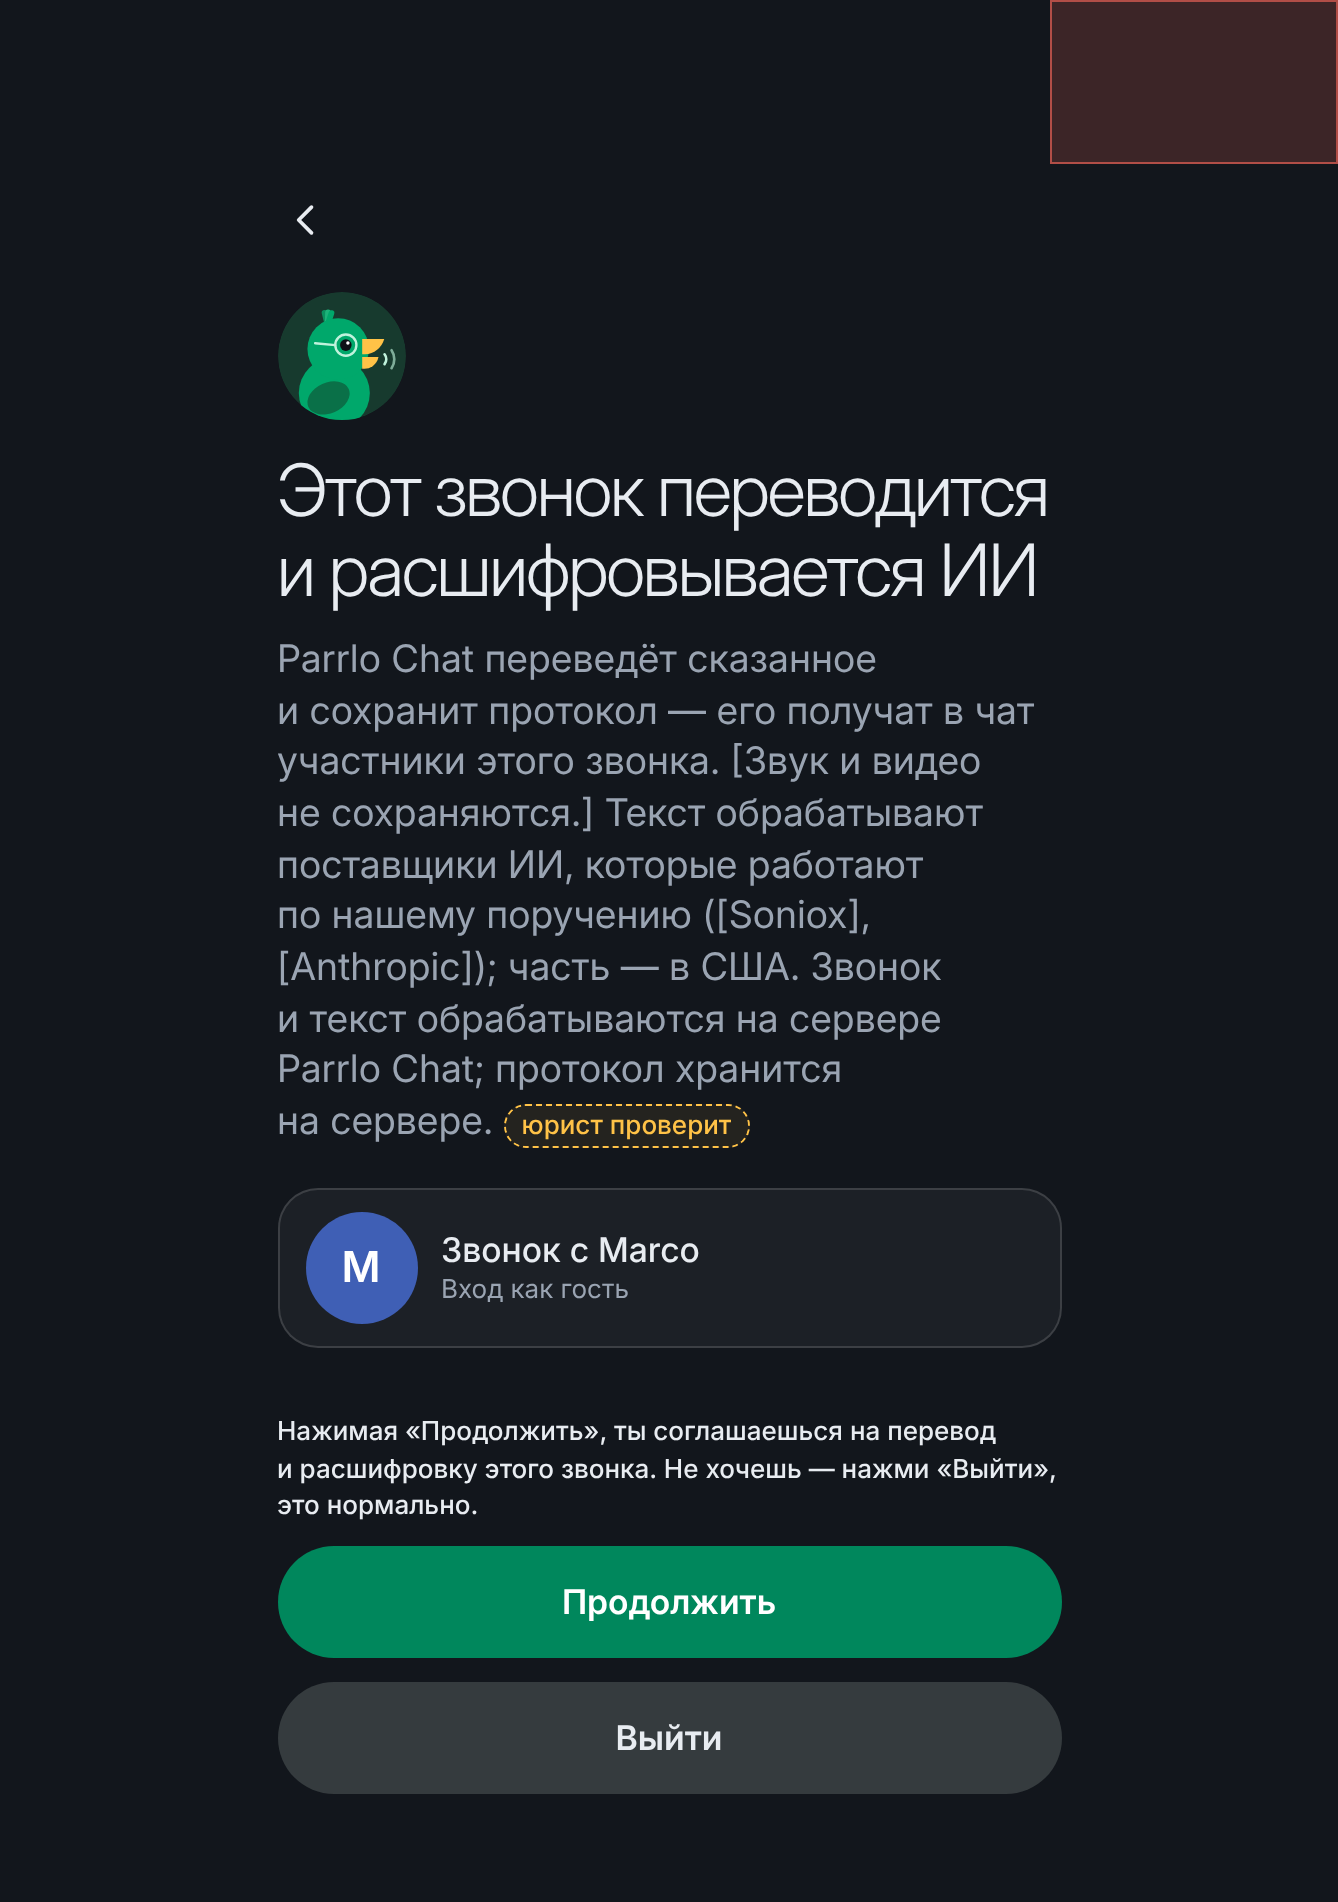 Этот звонок переводится
и расшифровывается ИИ
Parrlo Chat переведёт сказанное
и сохранит протокол — его получат в чат
участники этого звонка. [Звук и видео
не сохраняются.] Текст обрабатывают
поставщики ИИ, которые работают
по нашему поручению ([Soniox],
[Anthropic]); часть — в США. Звонок
и текст обрабатываются на сервере
Parrlo Chat; протокол хранится
на сервере. юрист проверит
M
Звонок с Marco
Вход как гость
Нажимая «Продолжить», ты соглашаешься на перевод
и расшифровку этого звонка. Не хочешь — нажми «Выйти»,
это нормально.
Продолжить
Выйти